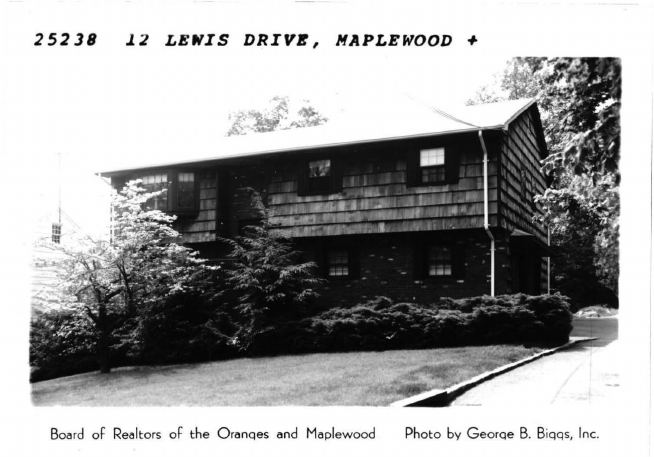 25238 12 LEWIS DRIVE, MAPLEWOOD +
Board of Realtors of the Oranges and Maplewood Photo by George B. Biggs, Inc.